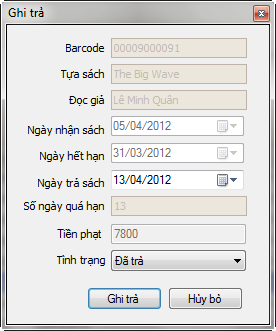 Ghi trả
Barcode 00009000091
Tựa sách The Big Wave
Đọc giả Lê Minh Quân
Ngày nhận sách 05/04/2012
Ngày hết hạn 31/03/2012
Ngày trả sách 13/04/2012
Số ngày quá hạn 13
Tiền phạt 7800
Tình trạng Đã trả
Ghi trả Hủy bỏ